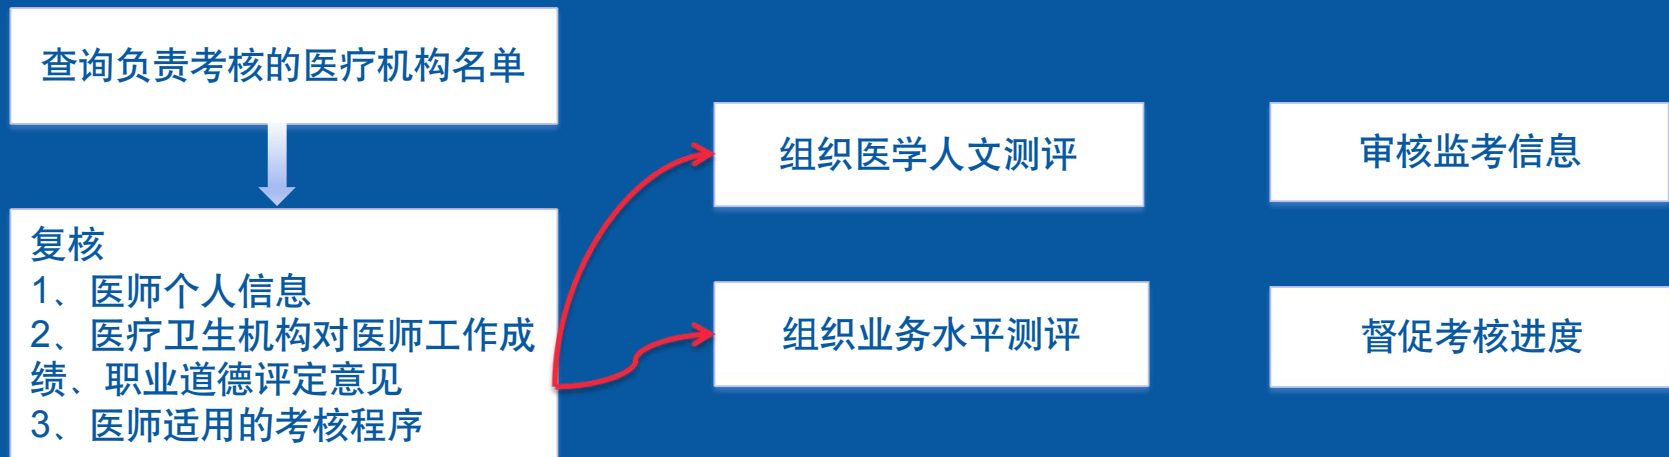 查询负责考核的医疗机构名单
复核
1、医师个人信息
2、医疗卫生机构对医师工作成
绩、职业道德评定意见
3、医师适用的考核程序
组织医学人文测评
组织业务水平测评
审核监考信息
督促考核进度